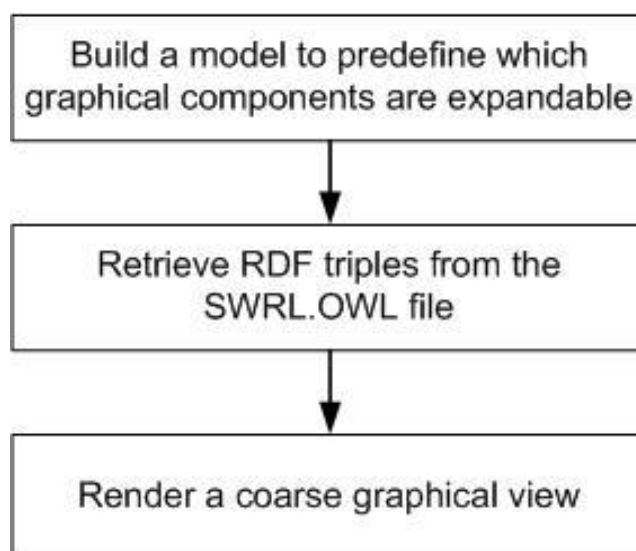 Build a model to predefine which
graphical components are expandable
Retrieve RDF triples from the
SWRL.OWL file
Render a coarse graphical view